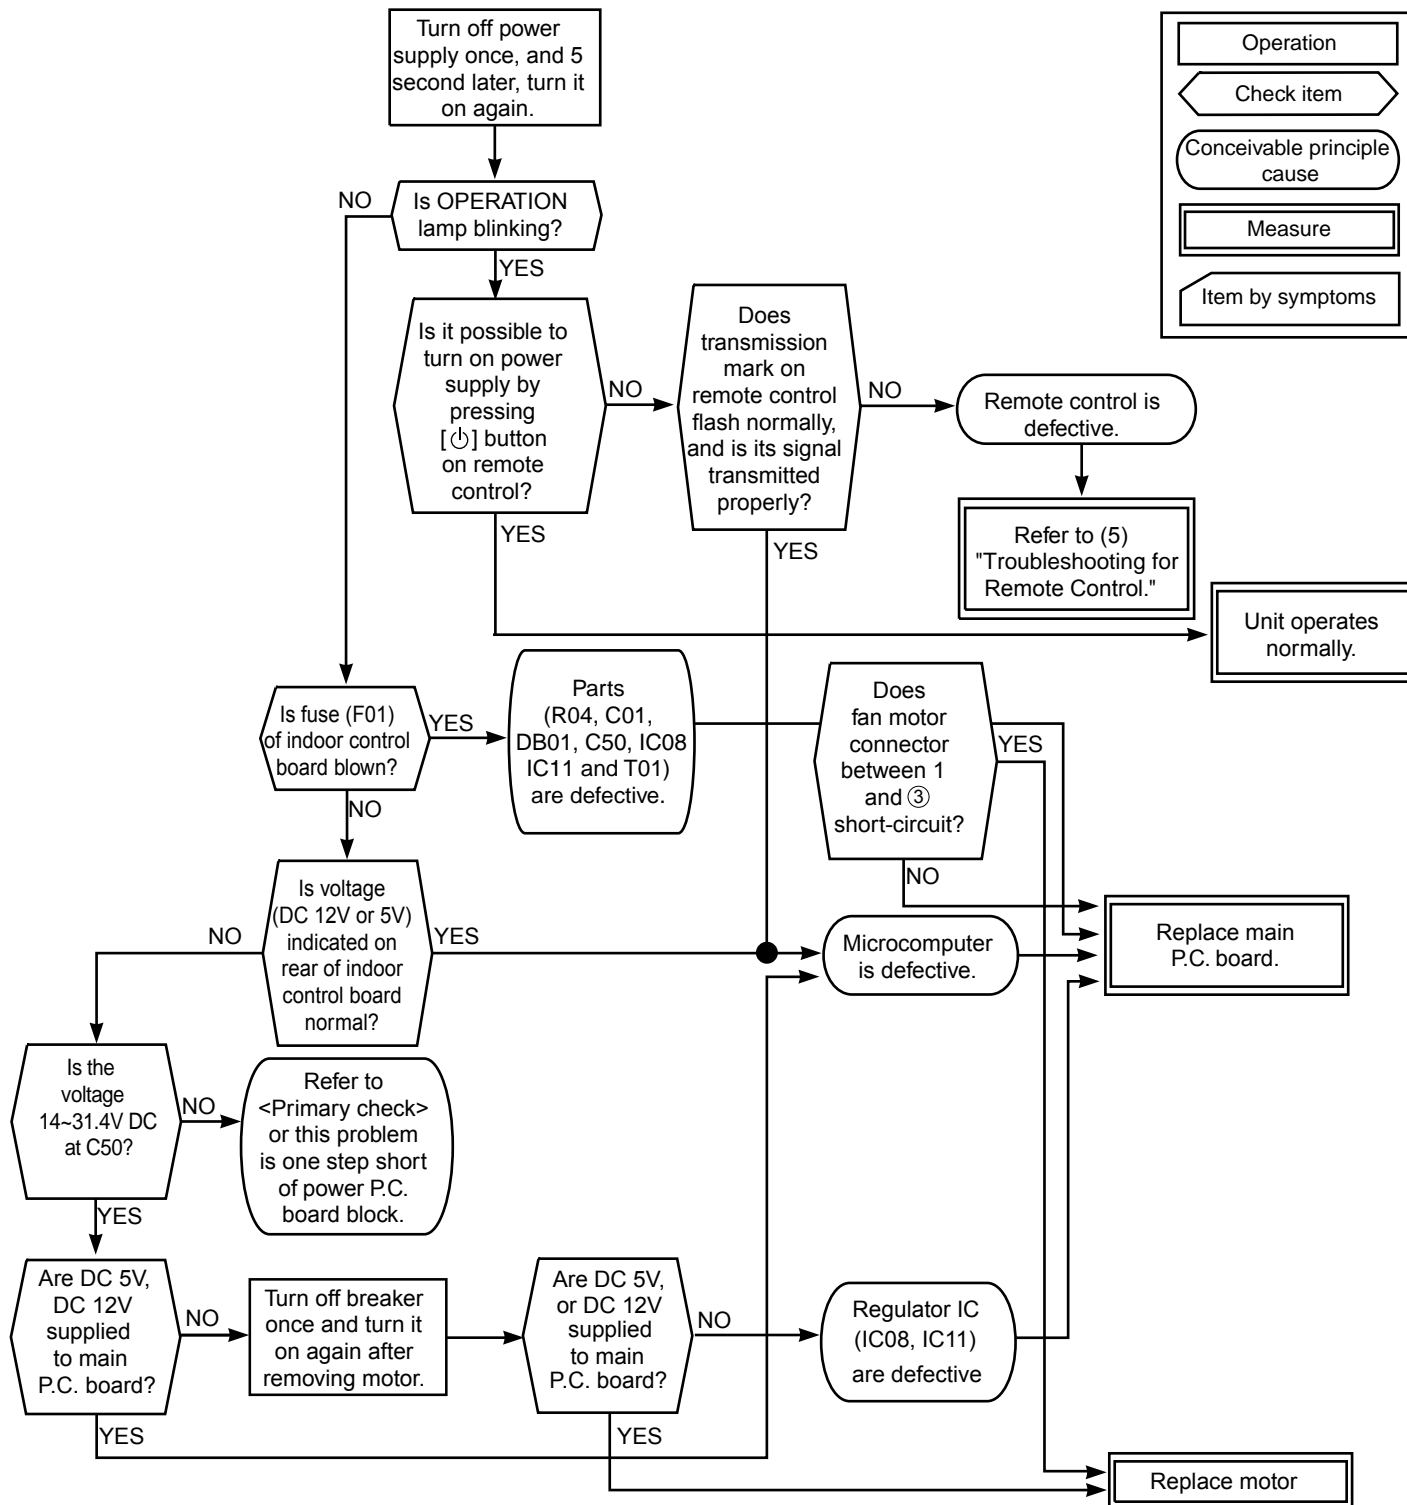 Turn off power
supply once, and 5
second later, turn it
on again.
Operation
Check item
Conceivable principle
cause
Measure
Item by symptoms
NO
Is OPERATION
lamp blinking?
YES
Is it possible to
turn on power
supply by
pressing
[⏻] button
on remote
control?
NO
YES
Does
transmission
mark on
remote control
flash normally,
and is its signal
transmitted
properly?
NO
YES
Remote control is
defective.
Refer to (5)
"Troubleshooting for
Remote Control."
Unit operates
normally.
Is fuse (F01)
of indoor control
board blown?
YES
NO
Parts
(R04, C01,
DB01, C50, IC08
IC11 and T01)
are defective.
Does
fan motor
connector
between 1
and ③
short-circuit?
YES
NO
Is voltage
(DC 12V or 5V)
indicated on
rear of indoor
control board
normal?
NO
YES
Microcomputer
is defective.
Replace main
P.C. board.
Is the
voltage
14~31.4V DC
at C50?
NO
YES
Refer to
<Primary check>
or this problem
is one step short
of power P.C.
board block.
Are DC 5V,
DC 12V
supplied
to main
P.C. board?
NO
YES
Turn off breaker
once and turn it
on again after
removing motor.
Are DC 5V,
or DC 12V
supplied
to main
P.C. board?
NO
YES
Regulator IC
(IC08, IC11)
are defective
Replace motor